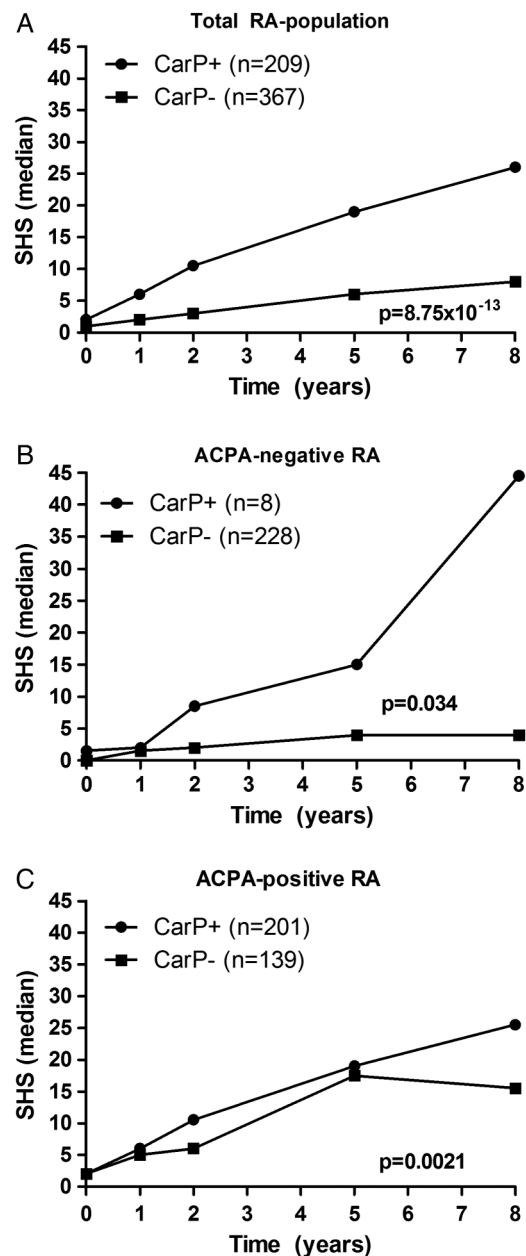 A
Total RA-population
45
40
35
30
25
20
15
10
5
0
SHS (median)
CarP+ (n=209)
CarP- (n=367)
p=8.75x10⁻¹³
0 1 2 3 4 5 6 7 8
Time (years)
B
ACPA-negative RA
45
40
35
30
25
20
15
10
5
0
SHS (median)
CarP+ (n=8)
CarP- (n=228)
p=0.034
0 1 2 3 4 5 6 7 8
Time (years)
C
ACPA-positive RA
45
40
35
30
25
20
15
10
5
0
SHS (median)
CarP+ (n=201)
CarP- (n=139)
p=0.0021
0 1 2 3 4 5 6 7 8
Time (years)